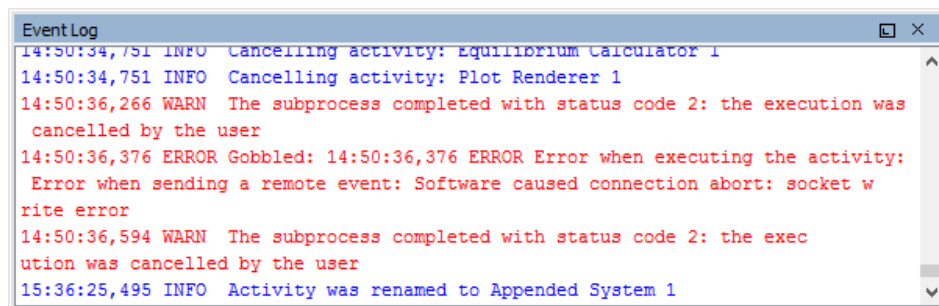 Event Log
14:50:34,751 INFO  Cancelling activity: Equilibrium Calculator 1
14:50:34,751 INFO  Cancelling activity: Plot Renderer 1
14:50:36,266 WARN  The subprocess completed with status code 2: the execution was
cancelled by the user
14:50:36,376 ERROR Gobbled: 14:50:36,376 ERROR Error when executing the activity:
Error when sending a remote event: Software caused connection abort: socket w
rite error
14:50:36,594 WARN  The subprocess completed with status code 2: the exec
ution was cancelled by the user
15:36:25,495 INFO  Activity was renamed to Appended System 1